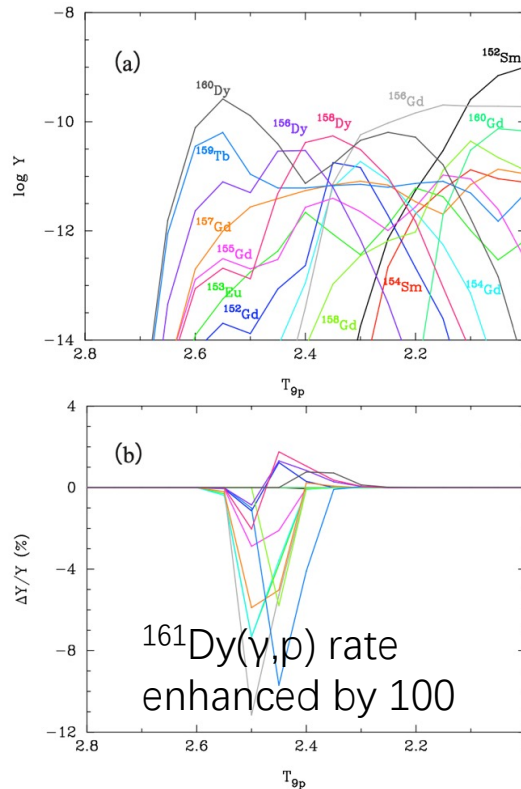 -8
(a)
¹⁵²Sm
¹⁶⁰Dy
¹⁵⁶Gd
¹⁵⁶Dy
¹⁵⁸Dy
¹⁶⁰Gd
-10
¹⁵⁹Tb
log Y
¹⁵⁷Gd
-12
¹⁵⁵Gd
¹⁵³Eu
¹⁵⁴Sm
¹⁵⁴Gd
¹⁵²Gd
¹⁵⁸Gd
-14
2.8 2.6 2.4 2.2
T₉ₚ
4
(b)
0
ΔY/Y (%)
-4
-8
¹⁶¹Dy(γ,p) rate
enhanced by 100
-12
2.8 2.6 2.4 2.2
T₉ₚ